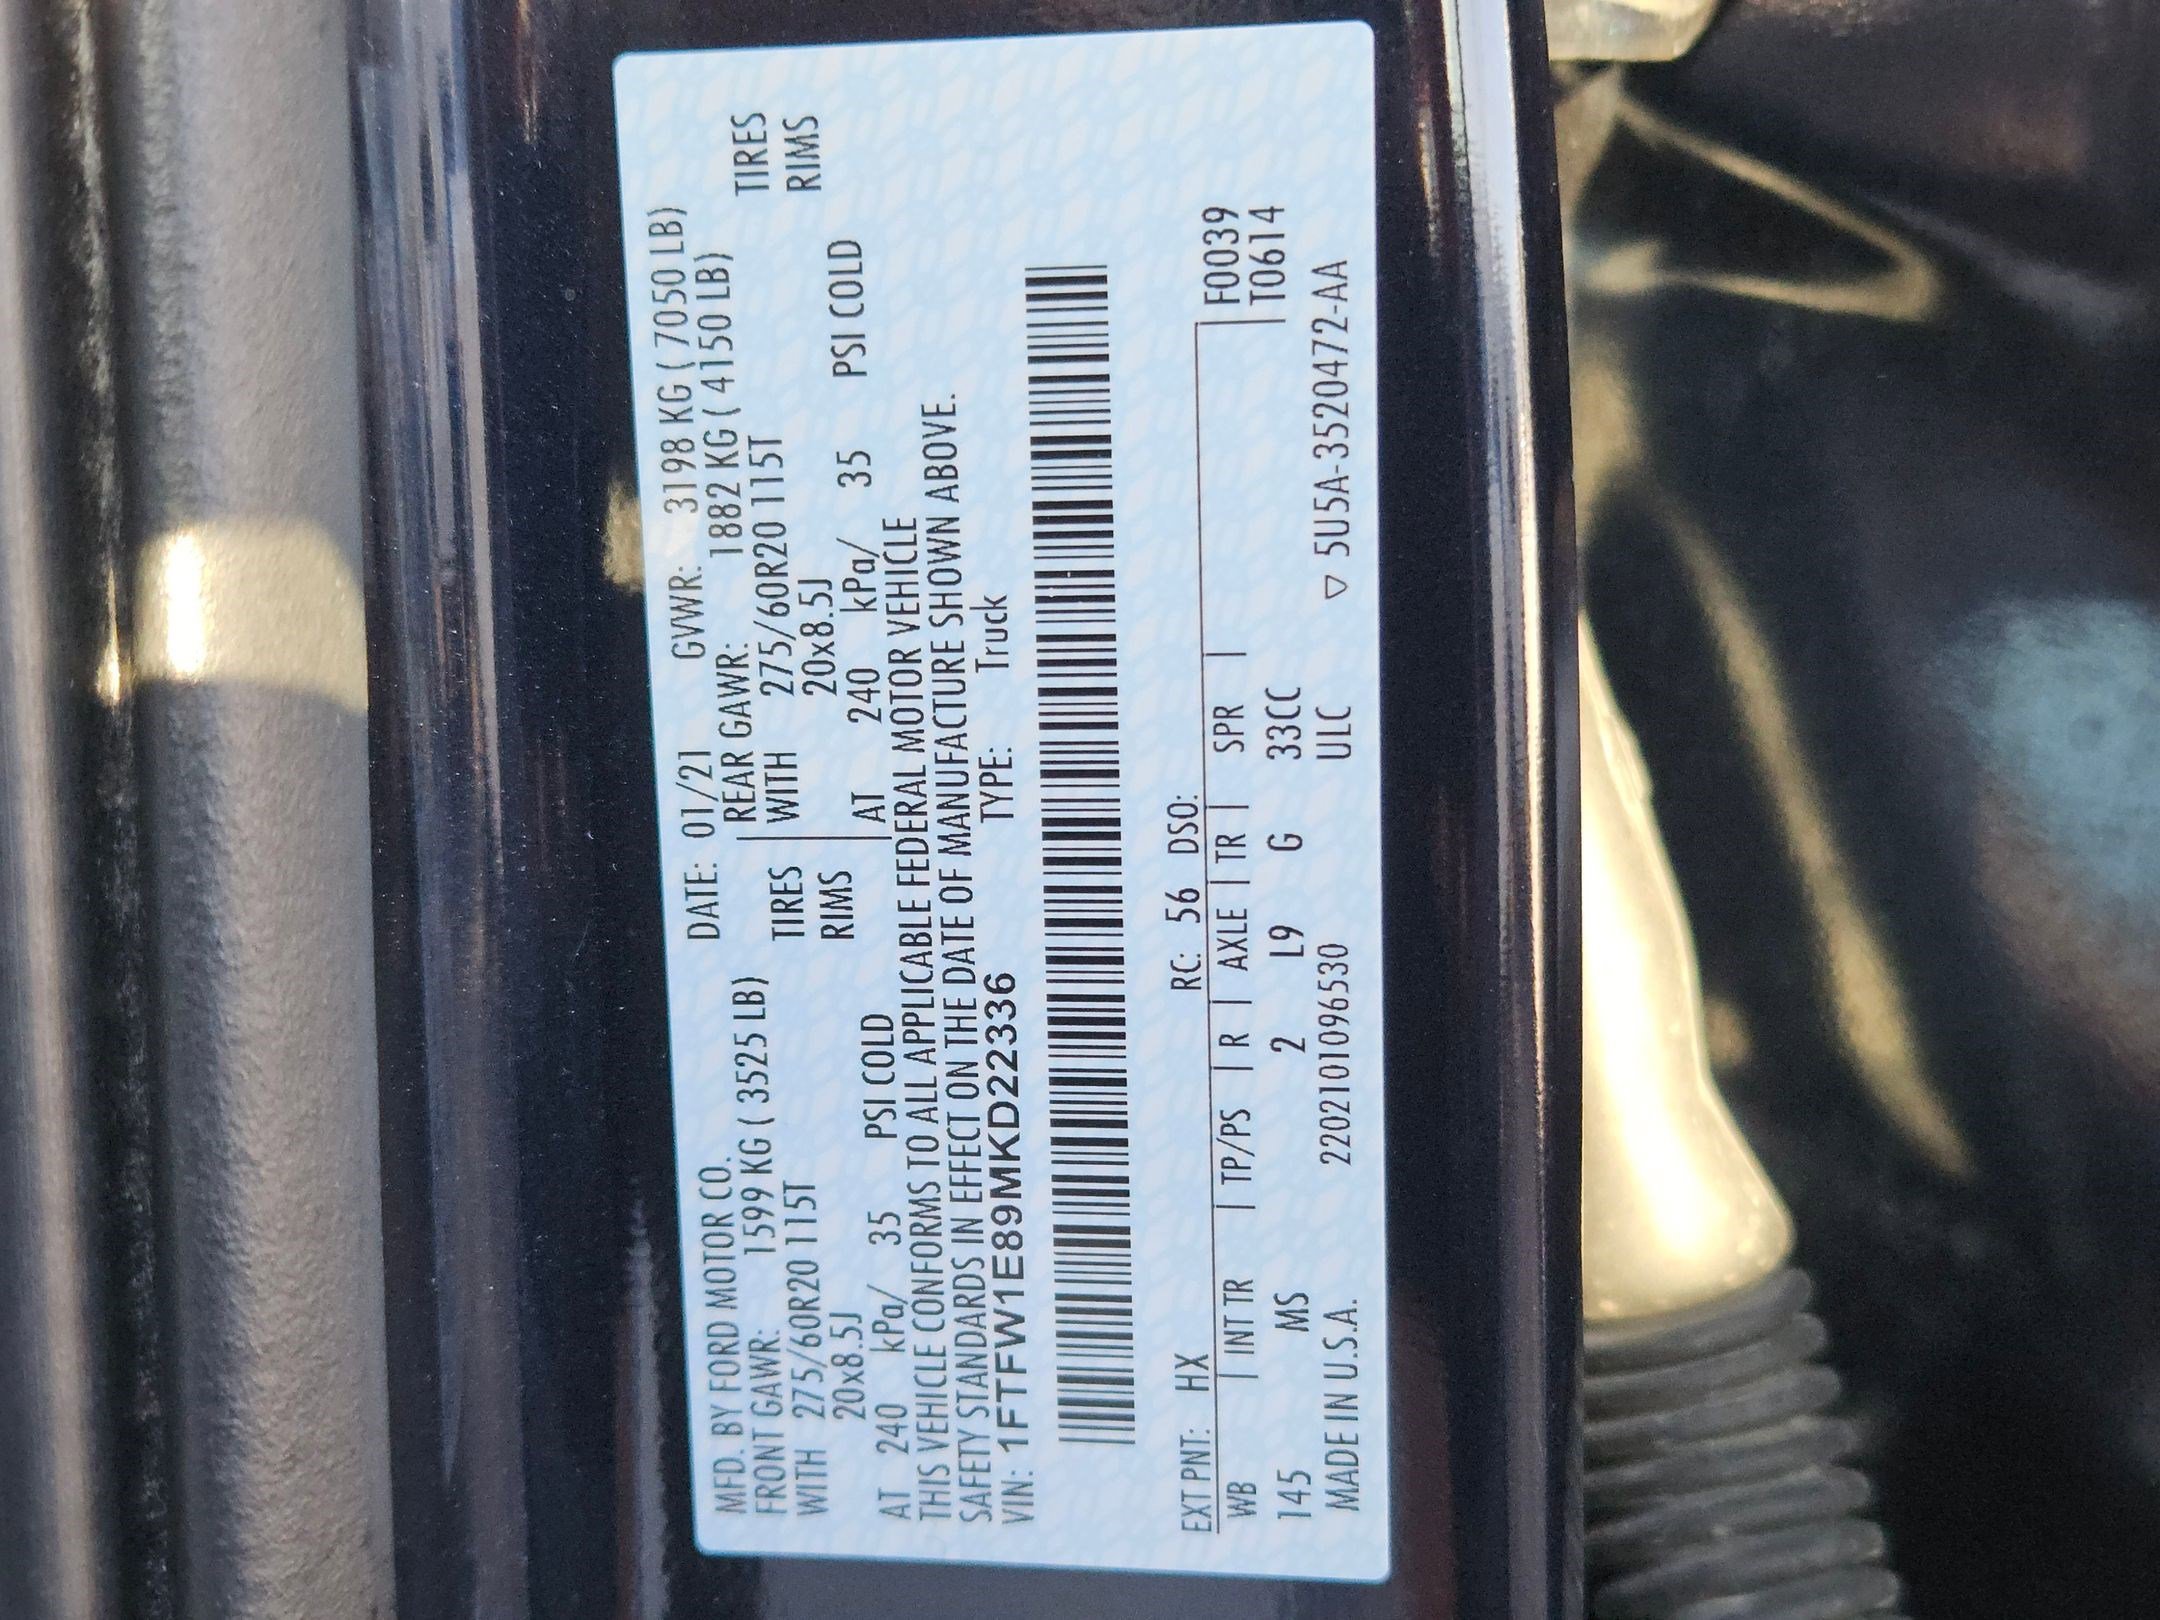 MFD. BY FORD MOTOR CO. DATE: 01/21 GVWR: 3198 KG ( 7050 LB)
FRONT GAWR: 1599 KG ( 3525 LB) REAR GAWR: 1882 KG ( 4150 LB)
WITH 275/60R20 115T TIRES WITH 275/60R20 115T TIRES
20x8.5J RIMS 20x8.5J RIMS
AT 240 kPa/ 35 PSI COLD AT 240 kPa/ 35 PSI COLD
THIS VEHICLE CONFORMS TO ALL APPLICABLE FEDERAL MOTOR VEHICLE
SAFETY STANDARDS IN EFFECT ON THE DATE OF MANUFACTURE SHOWN ABOVE.
VIN: 1FTFW1E89MKD22336 TYPE: Truck
EXT PNT: HX RC: 56 DSO: F0039
WB | INT TR | TP/PS | R | AXLE | TR | SPR | T0614
145 MS 2 L9 G 33CC
MADE IN U.S.A. 220210109653​0 ULC ▽ 5U5A-3520472-AA